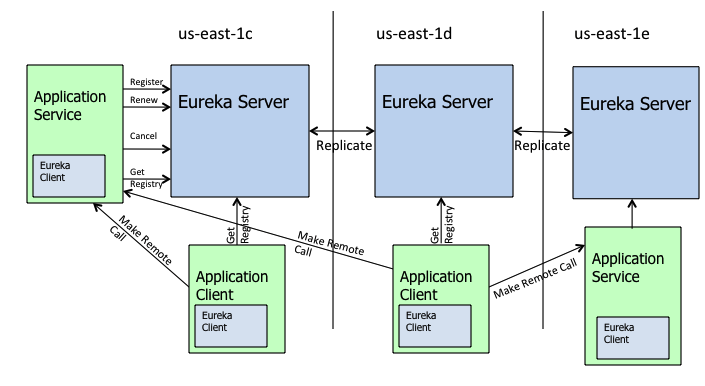 us-east-1c
us-east-1d
us-east-1e
Application
Service
Eureka
Client
Register
Renew
Cancel
Get
Registry
Eureka Server
Replicate
Eureka Server
Replicate
Eureka Server
Make Remote
Call
Get
Registry
Make Remote
Call
Get
Registry
Make Remote Call
Application
Client
Eureka
Client
Application
Client
Eureka
Client
Application
Service
Eureka
Client